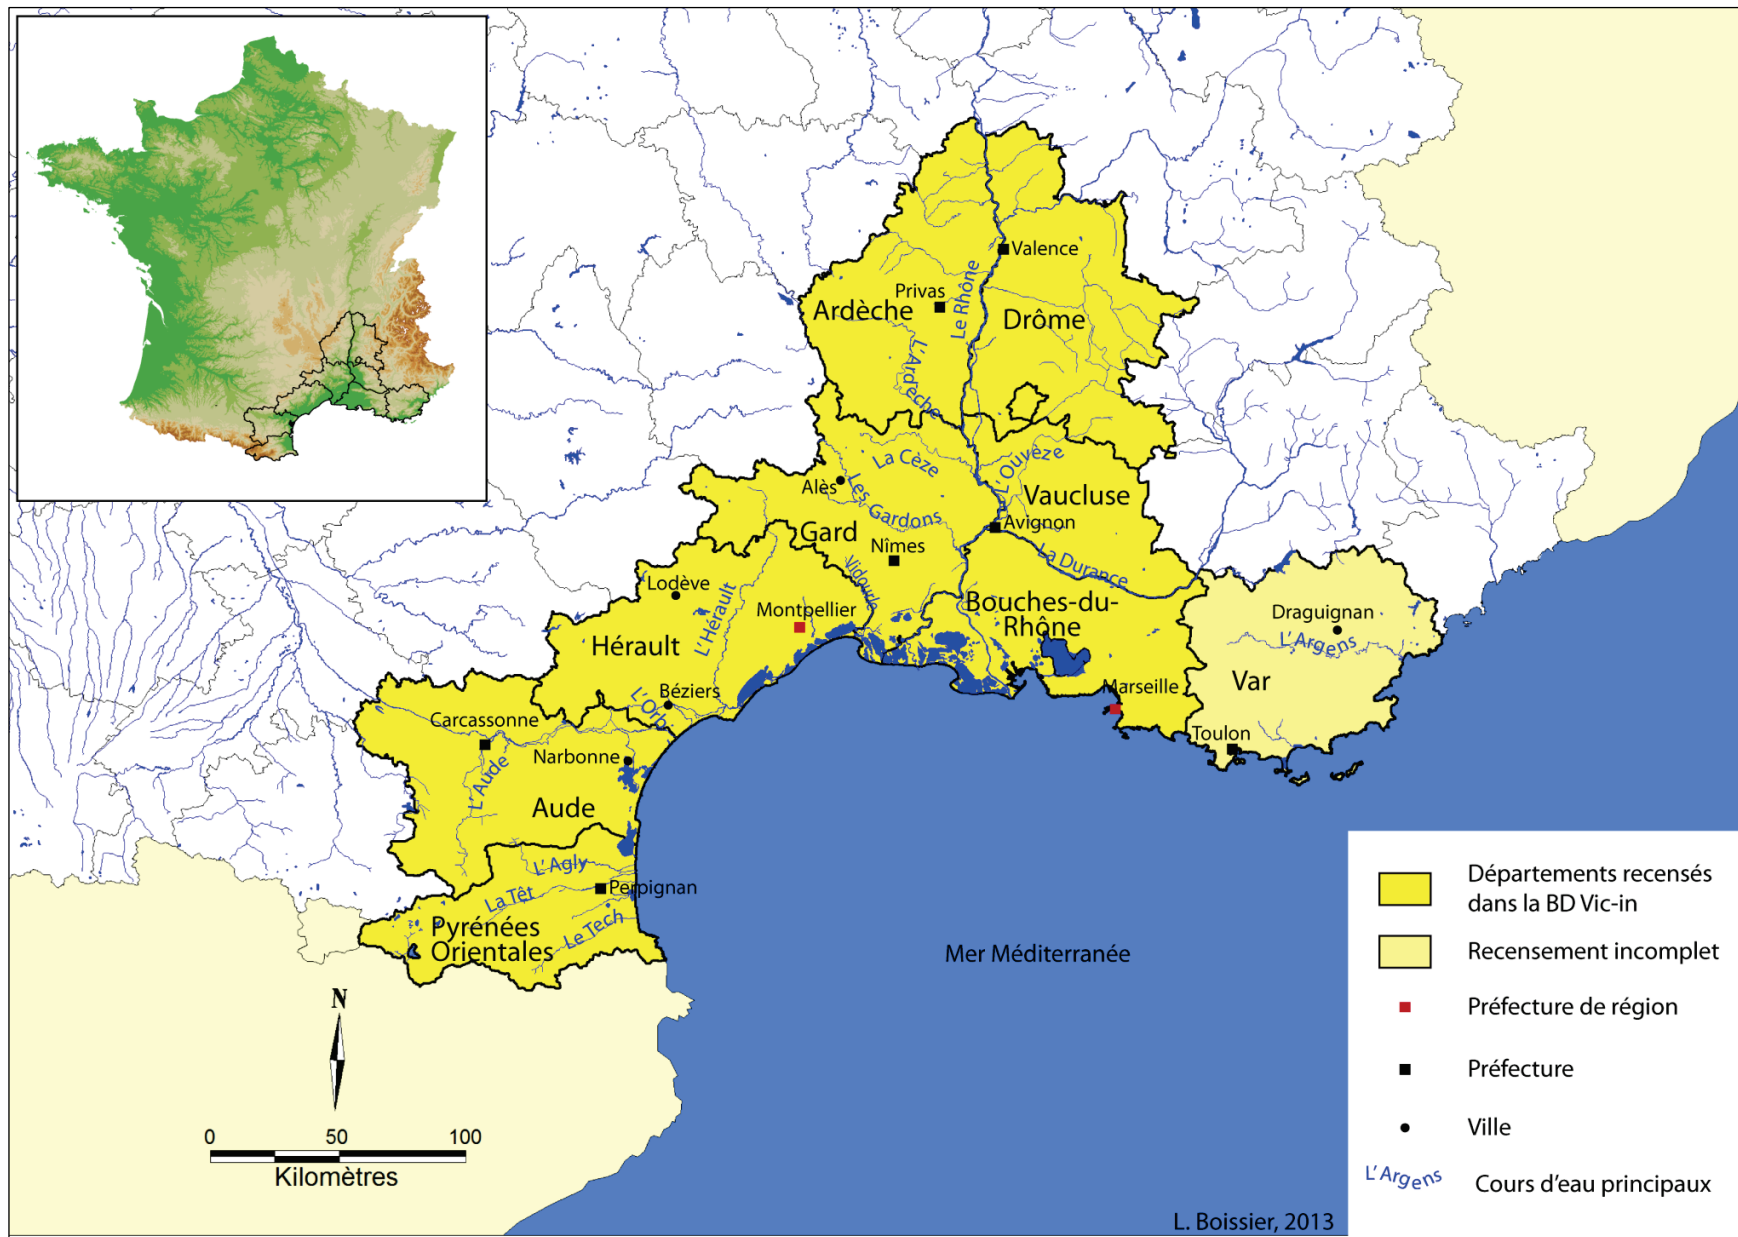 Valence
Privas
Ardèche
Le Rhône
Drôme
L'Ardèche
La Cèze
L'Ouvèze
Alès
Les Gardons
Vaucluse
Avignon
Gard
Nîmes
La Durance
Vidourle
Lodève
L'Hérault
Montpellier
Bouches-du-
Rhône
Draguignan
L'Argens
Hérault
Var
Marseille
Béziers
L'Orb
Carcassonne
Toulon
Narbonne
L'Aude
Aude
L'Agly
Perpignan
La Têt
Le Tech
Pyrénées
Orientales
Mer Méditerranée
N
0 50 100
Kilomètres
Départements recensés
dans la BD Vic-in
Recensement incomplet
Préfecture de région
Préfecture
Ville
L'Argens
Cours d'eau principaux
L. Boissier, 2013